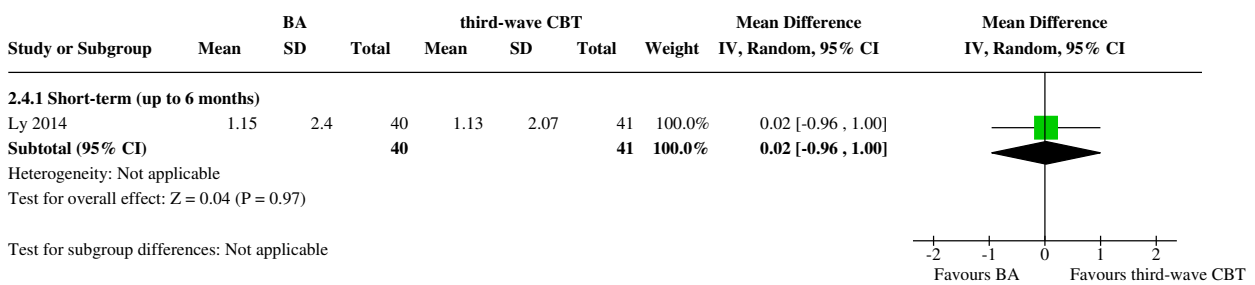 BA third-wave CBT Mean Difference Mean Difference
Study or Subgroup Mean SD Total Mean SD Total Weight IV, Random, 95% CI IV, Random, 95% CI
2.4.1 Short-term (up to 6 months)
Ly 2014 1.15 2.4 40 1.13 2.07 41 100.0% 0.02 [-0.96 , 1.00]
Subtotal (95% CI) 40 41 100.0% 0.02 [-0.96 , 1.00]
Heterogeneity: Not applicable
Test for overall effect: Z = 0.04 (P = 0.97)
Test for subgroup differences: Not applicable
-2 -1 0 1 2
Favours BA Favours third-wave CBT